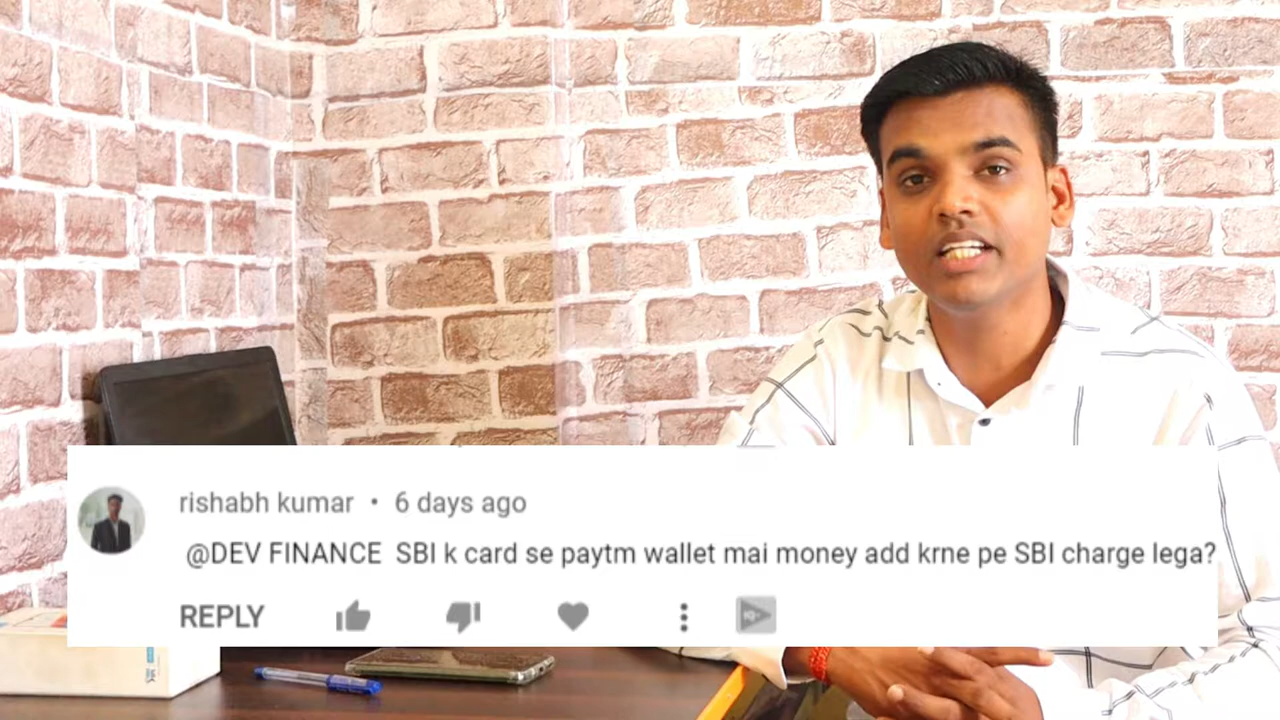 rishabh kumar • 6 days ago
@DEV FINANCE SBI k card se paytm wallet mai money add krne pe SBI charge lega?
REPLY